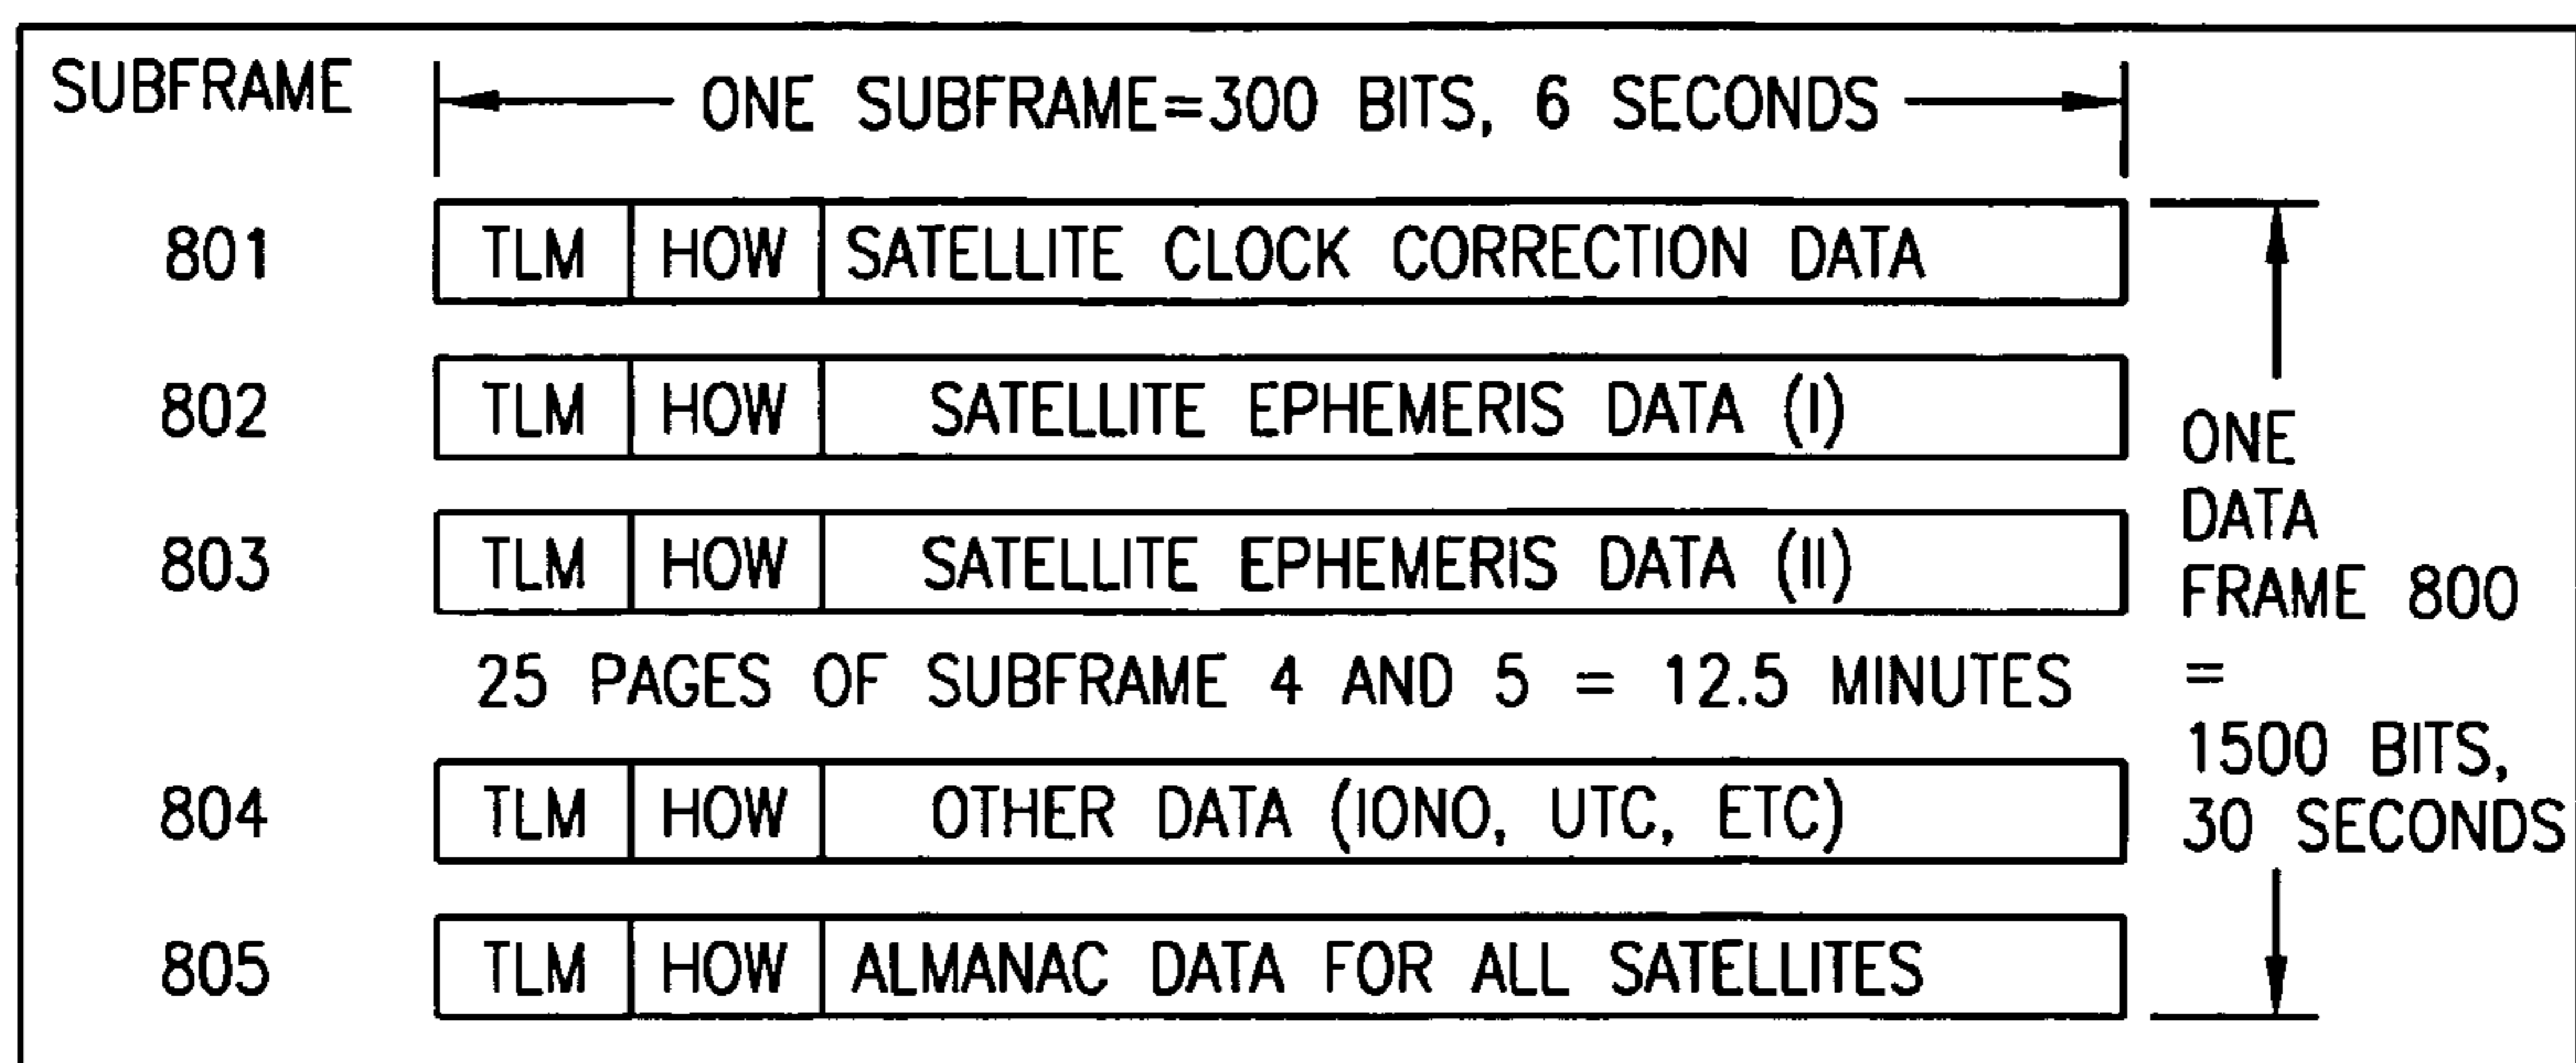 SUBFRAME
ONE SUBFRAME=300 BITS, 6 SECONDS
801 TLM HOW SATELLITE CLOCK CORRECTION DATA
802 TLM HOW SATELLITE EPHEMERIS DATA (I)
803 TLM HOW SATELLITE EPHEMERIS DATA (II)
25 PAGES OF SUBFRAME 4 AND 5 = 12.5 MINUTES
804 TLM HOW OTHER DATA (IONO, UTC, ETC)
805 TLM HOW ALMANAC DATA FOR ALL SATELLITES
ONE
DATA
FRAME 800
=
1500 BITS,
30 SECONDS